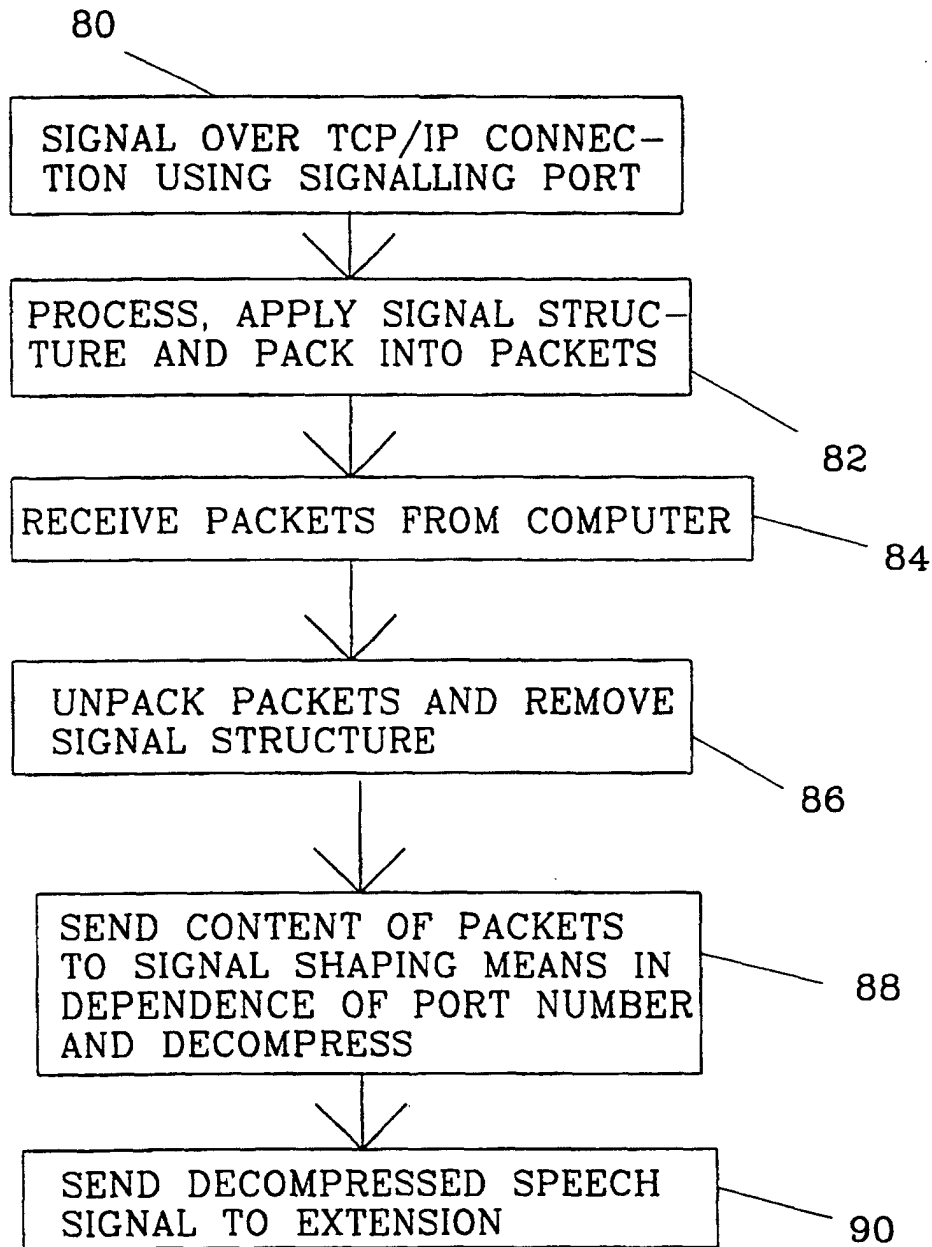 80
SIGNAL OVER TCP/IP CONNEC-
TION USING SIGNALLING PORT
PROCESS, APPLY SIGNAL STRUC-
TURE AND PACK INTO PACKETS
82
RECEIVE PACKETS FROM COMPUTER
84
UNPACK PACKETS AND REMOVE
SIGNAL STRUCTURE
86
SEND CONTENT OF PACKETS
TO SIGNAL SHAPING MEANS IN
DEPENDENCE OF PORT NUMBER
AND DECOMPRESS
88
SEND DECOMPRESSED SPEECH
SIGNAL TO EXTENSION
90